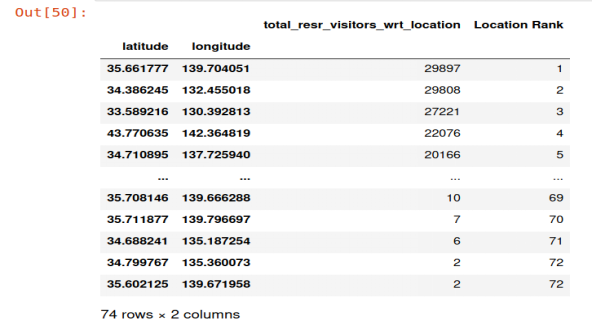 Out[50]:
total_resr_visitors_wrt_location Location Rank
latitude longitude
35.661777 139.704051 29897 1
34.386245 132.455018 29808 2
33.589216 130.392813 27221 3
43.770635 142.364819 22076 4
34.710895 137.725940 20166 5
... ... ... ...
35.708146 139.666288 10 69
35.711877 139.796697 7 70
34.688241 135.187254 6 71
34.799767 135.360073 2 72
35.602125 139.671958 2 72
74 rows × 2 columns